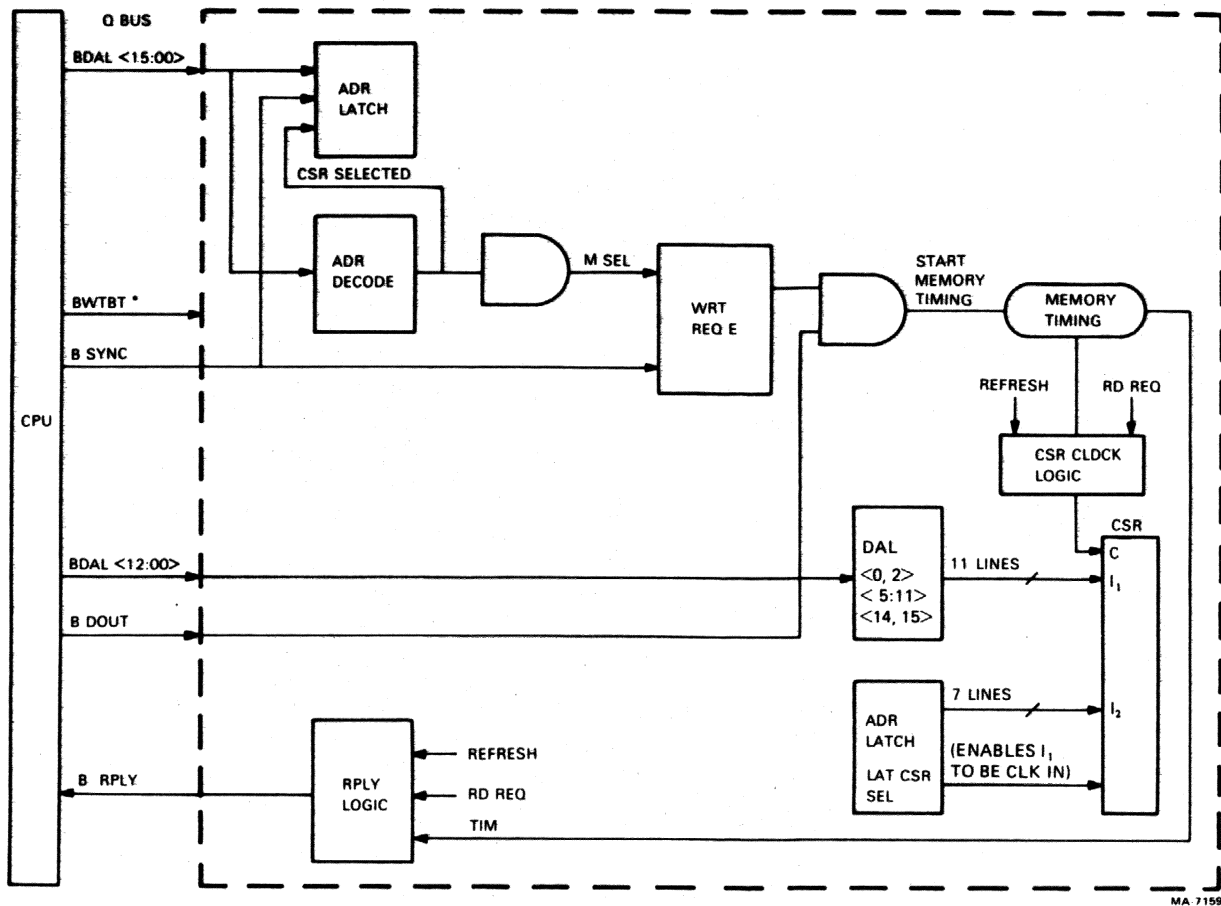 Q BUS
BDAL <15:00>
ADR
LATCH
CSR SELECTED
ADR
DECODE
M SEL
WRT
REQ E
START
MEMORY
TIMING
MEMORY
TIMING
BWTBT *
B SYNC
CPU
REFRESH
RD REQ
CSR CLDCK
LOGIC
CSR
C
BDAL <12:00>
DAL
<0, 2>
< 5:11>
<14, 15>
11 LINES
I₁
B DOUT
7 LINES
I₂
ADR
LATCH
LAT CSR
SEL
(ENABLES I₁
TO BE CLK IN)
B RPLY
RPLY
LOGIC
REFRESH
RD REQ
TIM
MA-7159